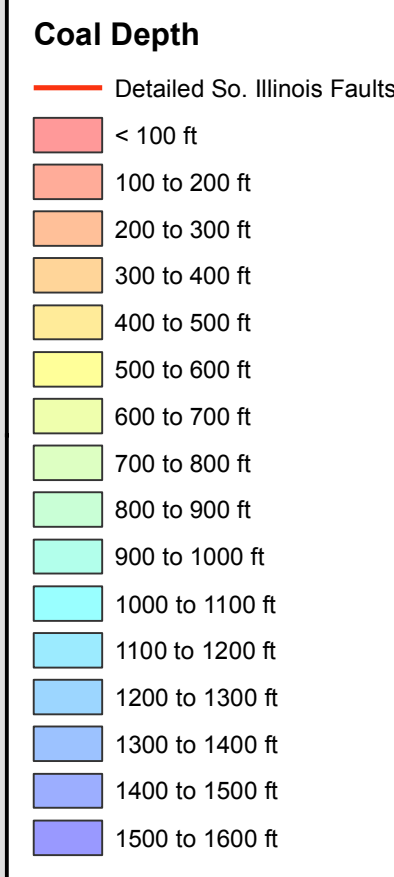 Coal Depth
Detailed So. Illinois Faults
< 100 ft
100 to 200 ft
200 to 300 ft
300 to 400 ft
400 to 500 ft
500 to 600 ft
600 to 700 ft
700 to 800 ft
800 to 900 ft
900 to 1000 ft
1000 to 1100 ft
1100 to 1200 ft
1200 to 1300 ft
1300 to 1400 ft
1400 to 1500 ft
1500 to 1600 ft